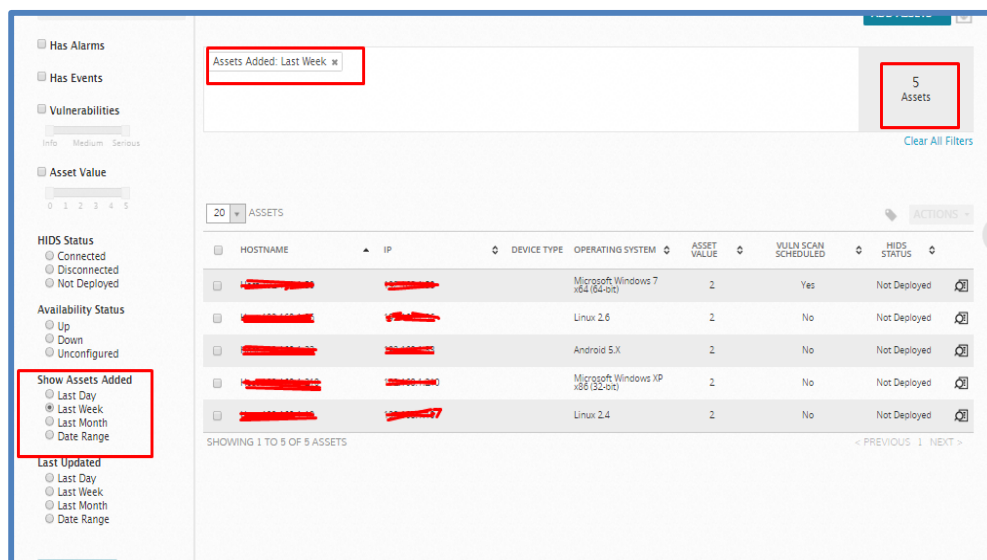 Has Alarms
Has Events
Vulnerabilities
Info Medium Serious
Asset Value
0 1 2 3 4 5
HIDS Status
Connected
Disconnected
Not Deployed
Availability Status
Up
Down
Unconfigured
Show Assets Added
Last Day
Last Week
Last Month
Date Range
Last Updated
Last Day
Last Week
Last Month
Date Range
Assets Added: Last Week ×
5
Assets
Clear All Filters
20 ASSETS
ACTIONS
HOSTNAME IP DEVICE TYPE OPERATING SYSTEM ASSET VALUE VULN SCAN SCHEDULED HIDS STATUS
Microsoft Windows 7 x64 (64-bit) 2 Yes Not Deployed
Linux 2.6 2 No Not Deployed
Android 5.X 2 No Not Deployed
Microsoft Windows XP x86 (32-bit) 2 No Not Deployed
Linux 2.4 2 No Not Deployed
SHOWING 1 TO 5 OF 5 ASSETS
< PREVIOUS 1 NEXT >